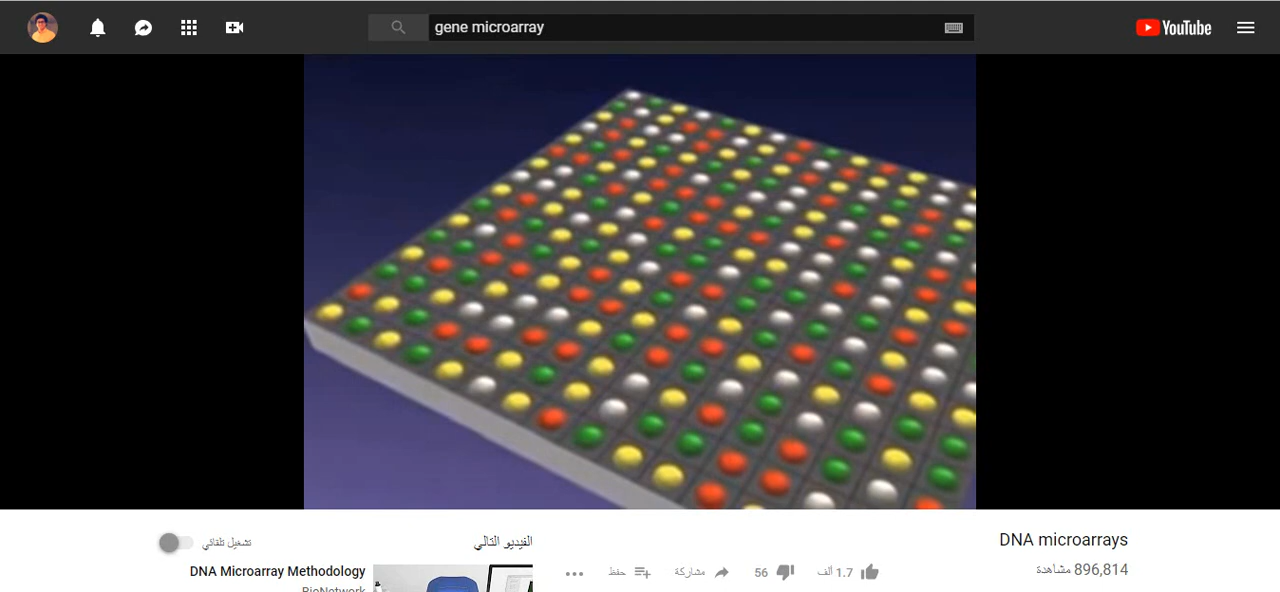 gene microarray
YouTube
DNA microarrays
896,814 مشاهدة
1.7 ألف
56
مشاركة
حفظ
الفيديو التالي
تشغيل تلقائي
DNA Microarray Methodology
BioNetwork